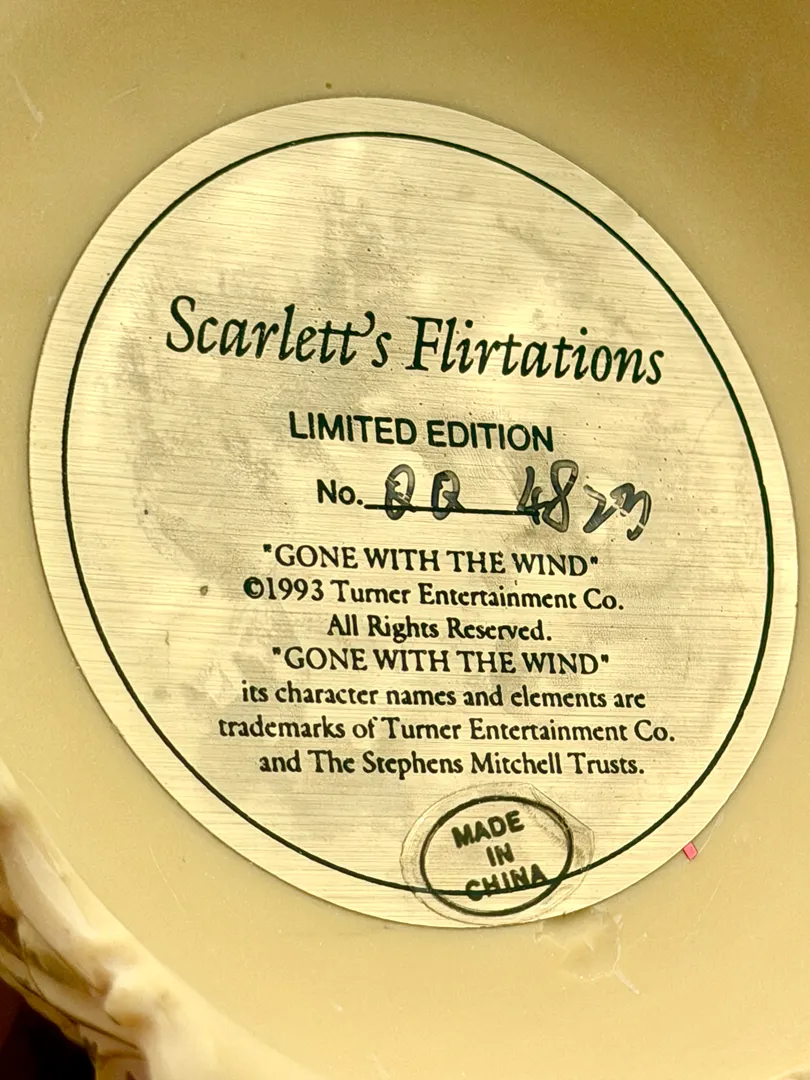 Scarlett's Flirtations
LIMITED EDITION
No. 4823
"GONE WITH THE WIND"
©1993 Turner Entertainment Co.
All Rights Reserved.
"GONE WITH THE WIND"
its character names and elements are
trademarks of Turner Entertainment Co.
and The Stephens Mitchell Trusts.
MADE
IN
CHINA